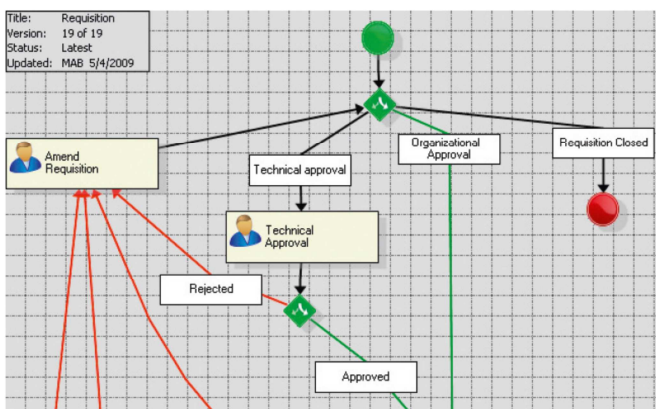 Title: Requisition
Version: 19 of 19
Status: Latest
Updated: MAB 5/4/2009
Organizational
Approval
Requisition Closed
Amend
Requisition
Technical approval
Technical
Approval
Rejected
Approved